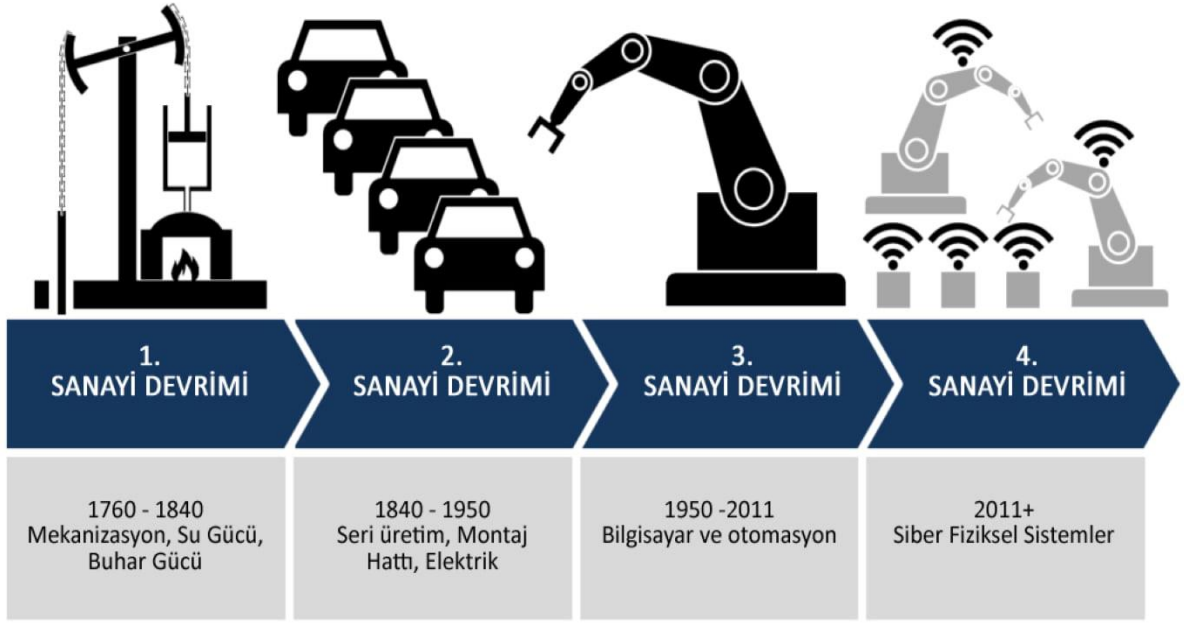 1.
SANAYİ DEVRİMİ
2.
SANAYİ DEVRİMİ
3.
SANAYİ DEVRİMİ
4.
SANAYİ DEVRİMİ
1760 - 1840
Mekanizasyon, Su Gücü,
Buhar Gücü
1840 - 1950
Seri üretim, Montaj
Hattı, Elektrik
1950 -2011
Bilgisayar ve otomasyon
2011+
Siber Fiziksel Sistemler